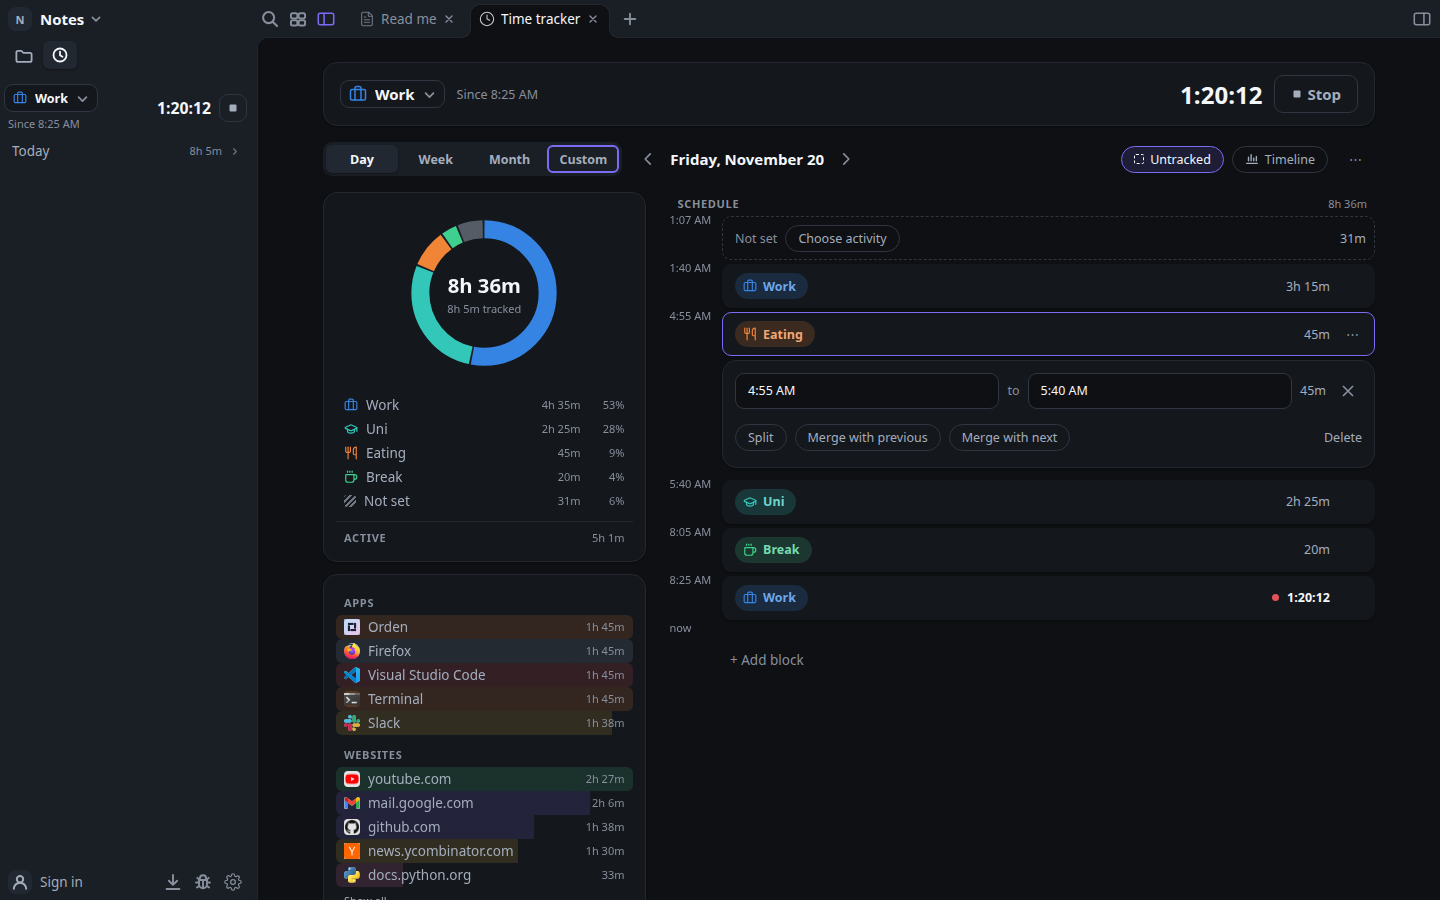 N Notes
Read me
Time tracker
Work
Since 8:25 AM
1:20:12
Today 8h 5m
Work Since 8:25 AM 1:20:12 Stop
Day Week Month Custom
Friday, November 20
Untracked Timeline ...
8h 36m
8h 5m tracked
Work 4h 35m 53%
Uni 2h 25m 28%
Eating 45m 9%
Break 20m 4%
Not set 31m 6%
ACTIVE 5h 1m
APPS
Orden 1h 45m
Firefox 1h 45m
Visual Studio Code 1h 45m
Terminal 1h 45m
Slack 1h 38m
WEBSITES
youtube.com 2h 27m
mail.google.com 2h 6m
github.com 1h 38m
news.ycombinator.com 1h 30m
docs.python.org 33m
SCHEDULE 8h 36m
1:07 AM
Not set Choose activity 31m
1:40 AM
Work 3h 15m
4:55 AM
Eating 45m ...
4:55 AM to 5:40 AM 45m
Split Merge with previous Merge with next Delete
5:40 AM
Uni 2h 25m
8:05 AM
Break 20m
8:25 AM
Work 1:20:12
now
+ Add block
Sign in